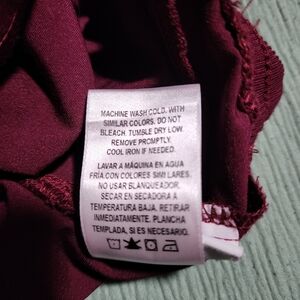 MACHINE WASH COLD, WITH
SIMILAR COLORS, DO NOT
BLEACH. TUMBLE DRY LOW.
REMOVE PROMPTLY.
COOL IRON IF NEEDED.
LAVAR A MÁQUINA EN AGUA
FRÍA CON COLORES SIMILARES.
NO USAR BLANQUEADOR.
SECAR EN SECADORA A
TEMPERATURA BAJA. RETIRAR
INMEDIATAMENTE. PLANCHA
TEMPLADA, SI ES NECESARIO.